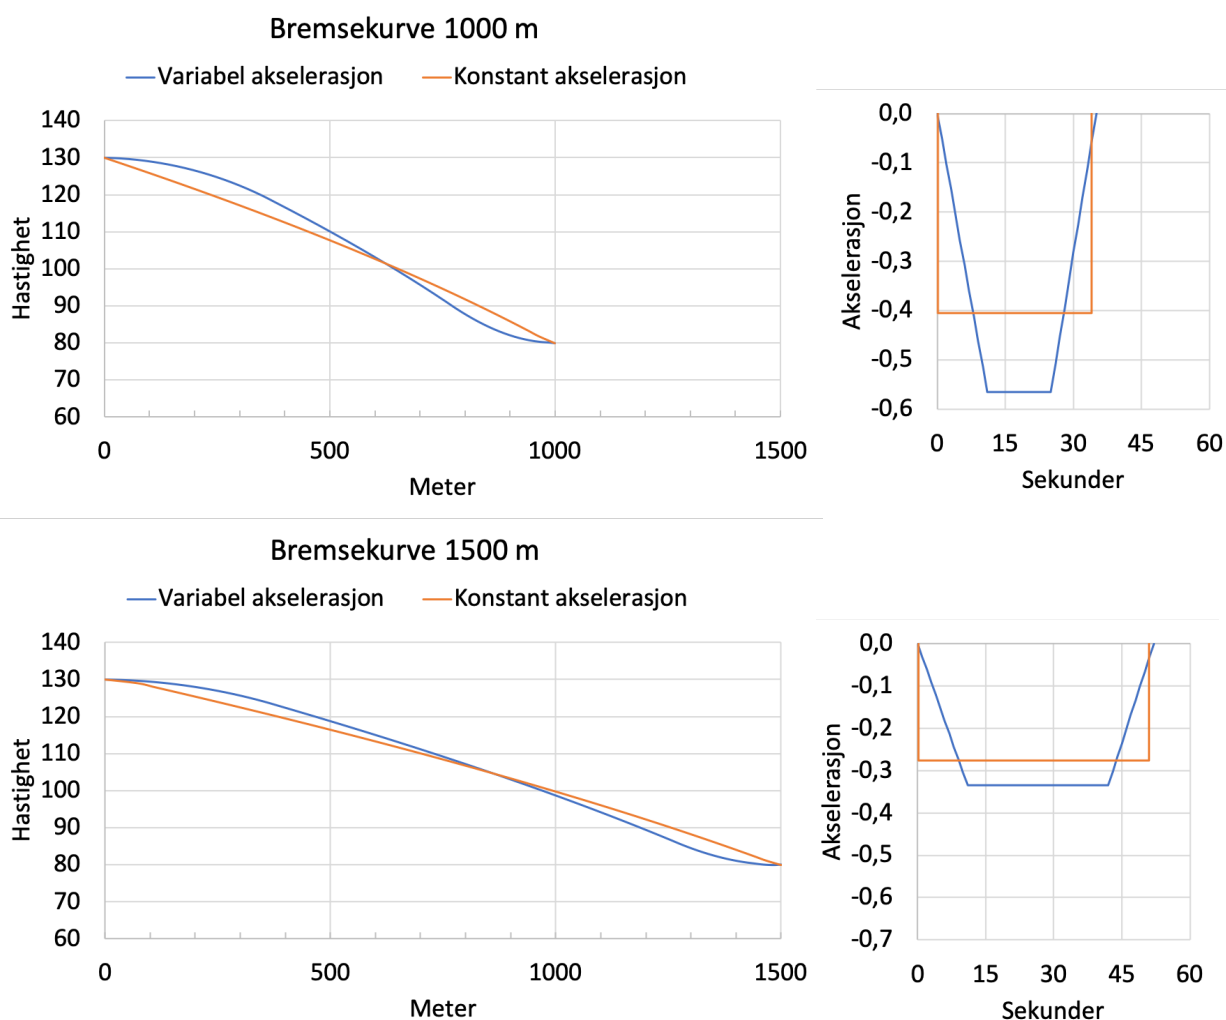 Bremsekurve 1000 m
Variabel akselerasjon Konstant akselerasjon
Hastighet
140
130
120
110
100
90
80
70
60
0 500 1000 1500
Meter
Akselerasjon
0,0
-0,1
-0,2
-0,3
-0,4
-0,5
-0,6
0 15 30 45 60
Sekunder
Bremsekurve 1500 m
Variabel akselerasjon Konstant akselerasjon
Hastighet
140
130
120
110
100
90
80
70
60
0 500 1000 1500
Meter
Akselerasjon
0,0
-0,1
-0,2
-0,3
-0,4
-0,5
-0,6
-0,7
0 15 30 45 60
Sekunder